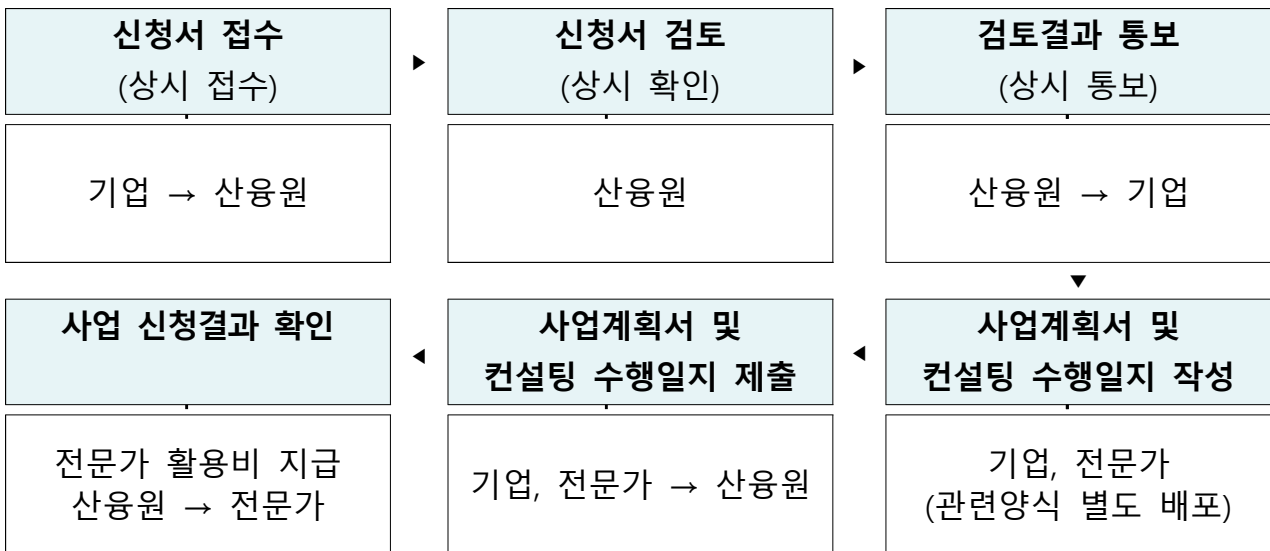 신청서 접수
(상시 접수)
▶
신청서 검토
(상시 확인)
▶
검토결과 통보
(상시 통보)
기업 → 산융원
산융원
산융원 → 기업
▼
사업계획서 및
컨설팅 수행일지 작성
기업, 전문가
(관련양식 별도 배포)
◀
사업계획서 및
컨설팅 수행일지 제출
기업, 전문가 → 산융원
◀
사업 신청결과 확인
전문가 활용비 지급
산융원 → 전문가